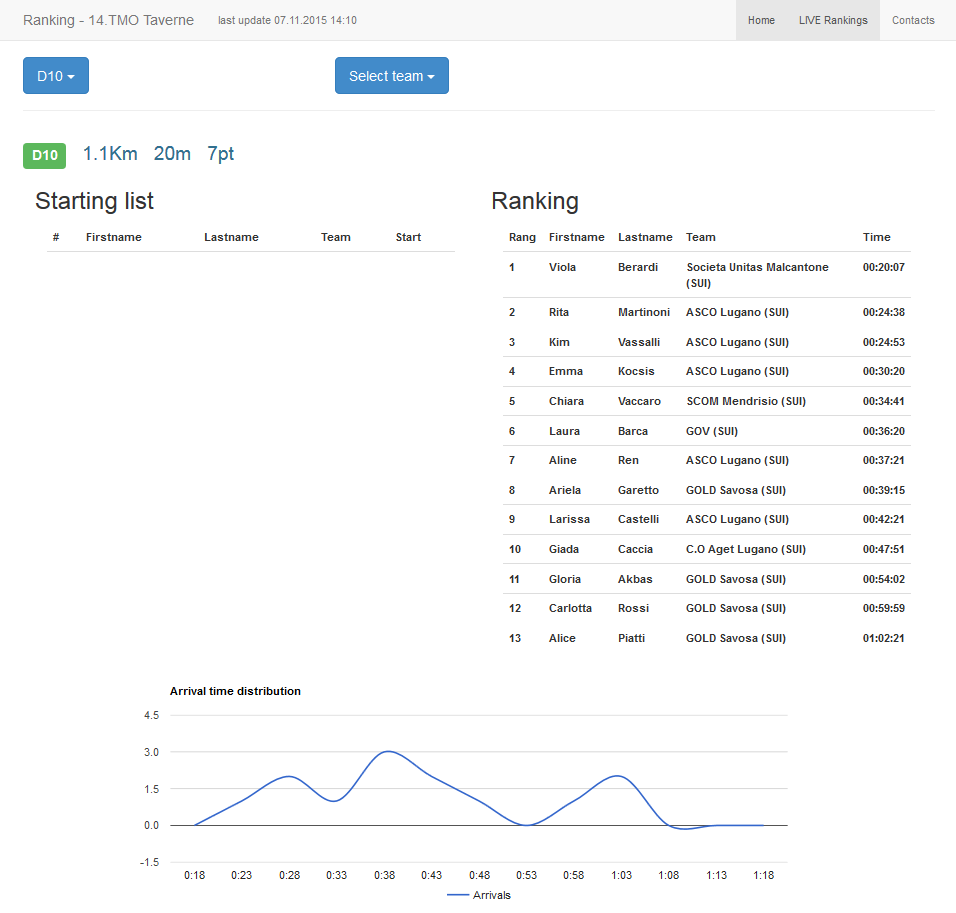 Ranking - 14.TMO Taverne last update 07.11.2015 14:10 Home LIVE Rankings Contacts
D10 Select team
D10 1.1Km 20m 7pt
Starting list
# Firstname Lastname Team Start
Ranking
Rang Firstname Lastname Team Time
1 Viola Berardi Societa Unitas Malcantone 00:20:07
(SUI)
2 Rita Martinoni ASCO Lugano (SUI) 00:24:38
3 Kim Vassalli ASCO Lugano (SUI) 00:24:53
4 Emma Kocsis ASCO Lugano (SUI) 00:30:20
5 Chiara Vaccaro SCOM Mendrisio (SUI) 00:34:41
6 Laura Barca GOV (SUI) 00:36:20
7 Aline Ren ASCO Lugano (SUI) 00:37:21
8 Ariela Garetto GOLD Savosa (SUI) 00:39:15
9 Larissa Castelli ASCO Lugano (SUI) 00:42:21
10 Giada Caccia C.O Aget Lugano (SUI) 00:47:51
11 Gloria Akbas GOLD Savosa (SUI) 00:54:02
12 Carlotta Rossi GOLD Savosa (SUI) 00:59:59
13 Alice Piatti GOLD Savosa (SUI) 01:02:21
Arrival time distribution
4.5
3.0
1.5
0.0
-1.5
0:18 0:23 0:28 0:33 0:38 0:43 0:48 0:53 0:58 1:03 1:08 1:13 1:18
Arrivals